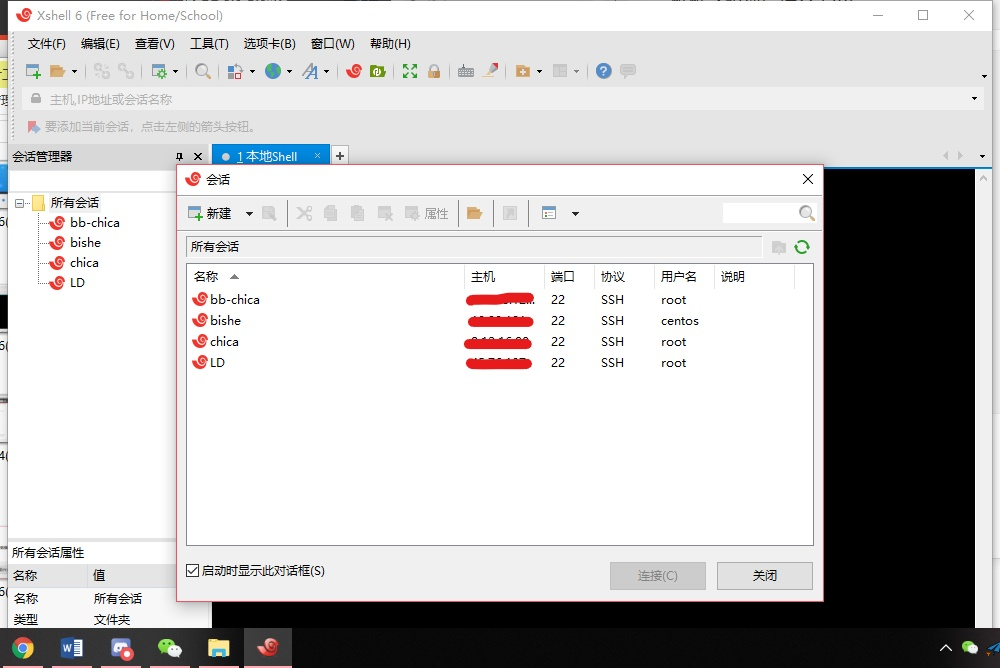 Xshell 6 (Free for Home/School)
文件(F) 编辑(E) 查看(V) 工具(T) 选项卡(B) 窗口(W) 帮助(H)
主机,IP地址或会话名称
要添加当前会话，点击左侧的箭头按钮。
会话管理器
1 本地Shell
所有会话
bb-chica
bishe
chica
LD
所有会话属性
名称 值
名称 所有会话
类型 文件夹
会话
新建 属性
所有会话
名称 主机 端口 协议 用户名 说明
bb-chica 22 SSH root
bishe 22 SSH centos
chica 22 SSH root
LD 22 SSH root
启动时显示此对话框(S)
连接(C) 关闭